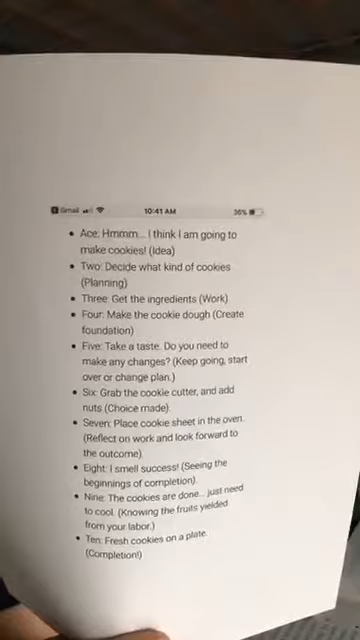 Gmail 10:41 AM 36%
• Ace: Hmmm... I think I am going to
make cookies! (Idea)
• Two: Decide what kind of cookies
(Planning)
• Three: Get the ingredients (Work)
• Four: Make the cookie dough (Create
foundation)
• Five: Take a taste. Do you need to
make any changes? (Keep going, start
over or change plan.)
• Six: Grab the cookie cutter, and add
nuts (Choice made).
• Seven: Place cookie sheet in the oven.
(Reflect on work and look forward to
the outcome).
• Eight: I smell success! (Seeing the
beginnings of completion).
• Nine: The cookies are done... just need
to cool. (Knowing the fruits yielded
from your labor.)
• Ten: Fresh cookies on a plate.
(Completion!)